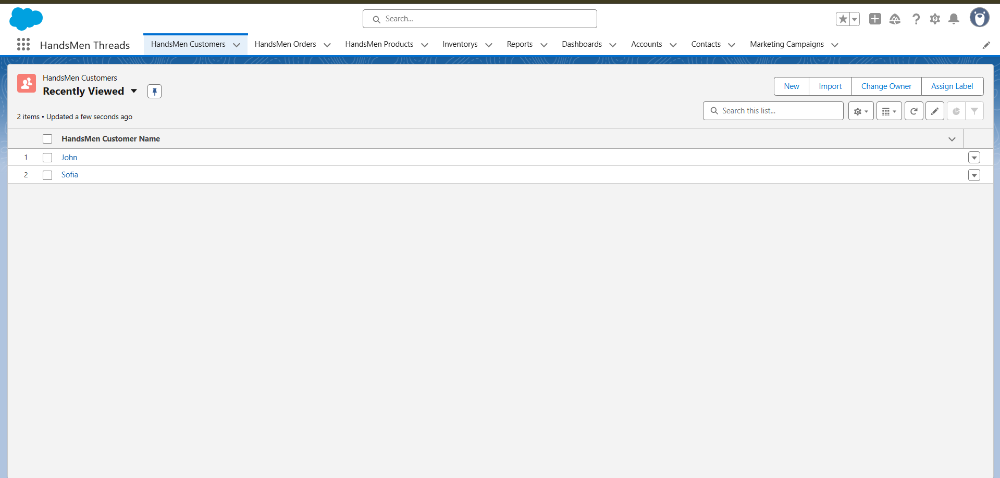 Search...
HandsMen Threads
HandsMen Customers
HandsMen Orders
HandsMen Products
Inventorys
Reports
Dashboards
Accounts
Contacts
Marketing Campaigns
HandsMen Customers
Recently Viewed
New
Import
Change Owner
Assign Label
2 items • Updated a few seconds ago
Search this list...
HandsMen Customer Name
1 John
2 Sofia